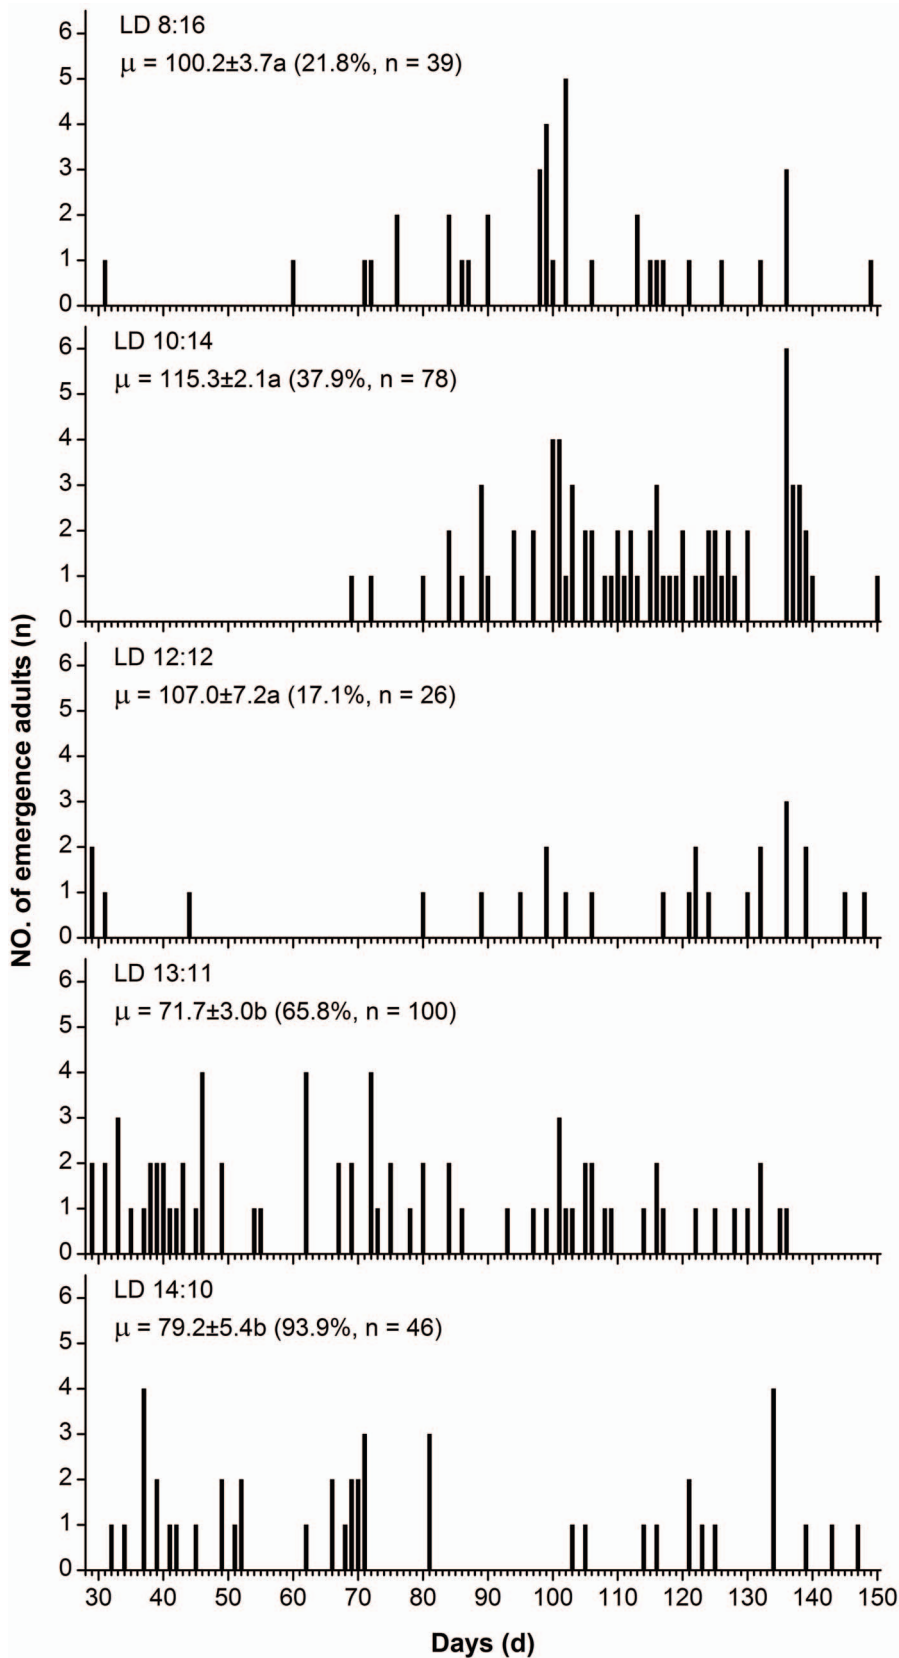 NO. of emergence adults (n)
LD 8:16
μ = 100.2±3.7a (21.8%, n = 39)
6
5
4
3
2
1
0
LD 10:14
μ = 115.3±2.1a (37.9%, n = 78)
6
5
4
3
2
1
0
LD 12:12
μ = 107.0±7.2a (17.1%, n = 26)
6
5
4
3
2
1
0
LD 13:11
μ = 71.7±3.0b (65.8%, n = 100)
6
5
4
3
2
1
0
LD 14:10
μ = 79.2±5.4b (93.9%, n = 46)
6
5
4
3
2
1
0
30 40 50 60 70 80 90 100 110 120 130 140 150
Days (d)